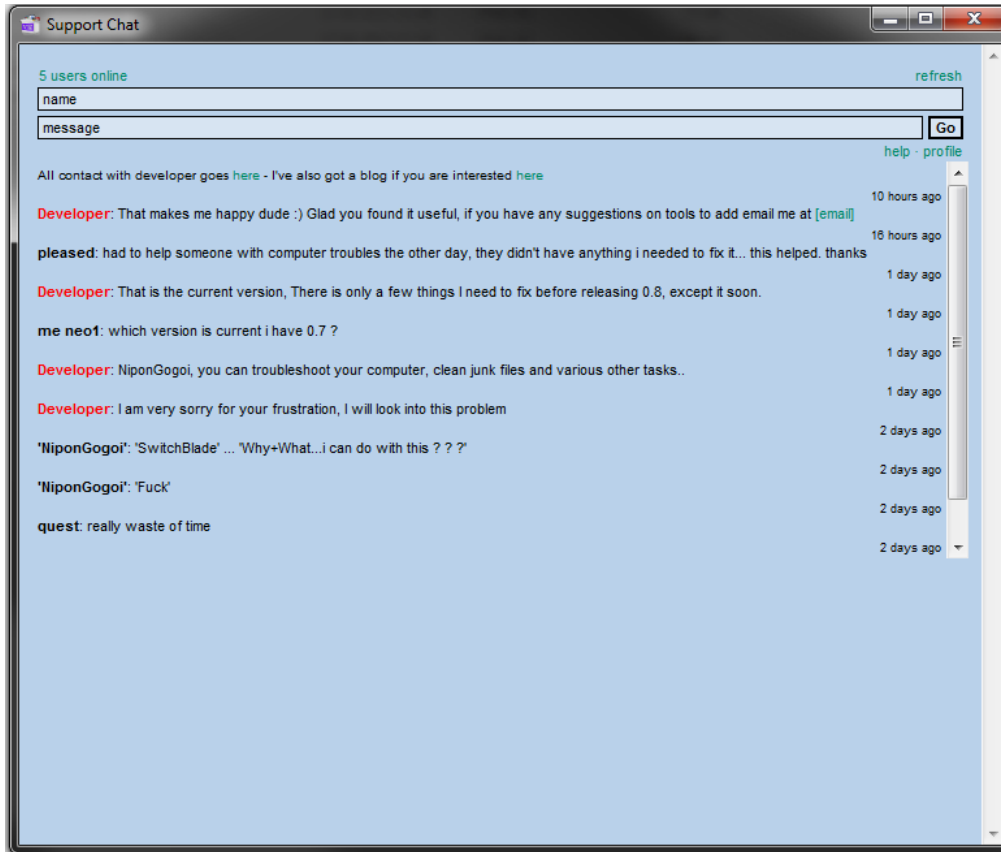 Support Chat
5 users online refresh
name
message Go
help · profile
All contact with developer goes here - I've also got a blog if you are interested here
10 hours ago
Developer: That makes me happy dude :) Glad you found it useful, if you have any suggestions on tools to add email me at [email]
16 hours ago
pleased: had to help someone with computer troubles the other day, they didn't have anything i needed to fix it... this helped. thanks
1 day ago
Developer: That is the current version, There is only a few things I need to fix before releasing 0.8, except it soon.
1 day ago
me neo1: which version is current i have 0.7 ?
1 day ago
Developer: NiponGogoi, you can troubleshoot your computer, clean junk files and various other tasks..
1 day ago
Developer: I am very sorry for your frustration, I will look into this problem
2 days ago
'NiponGogoi': 'SwitchBlade' ... 'Why+What...i can do with this ? ? ?'
2 days ago
'NiponGogoi': 'Fuck'
2 days ago
quest: really waste of time
2 days ago